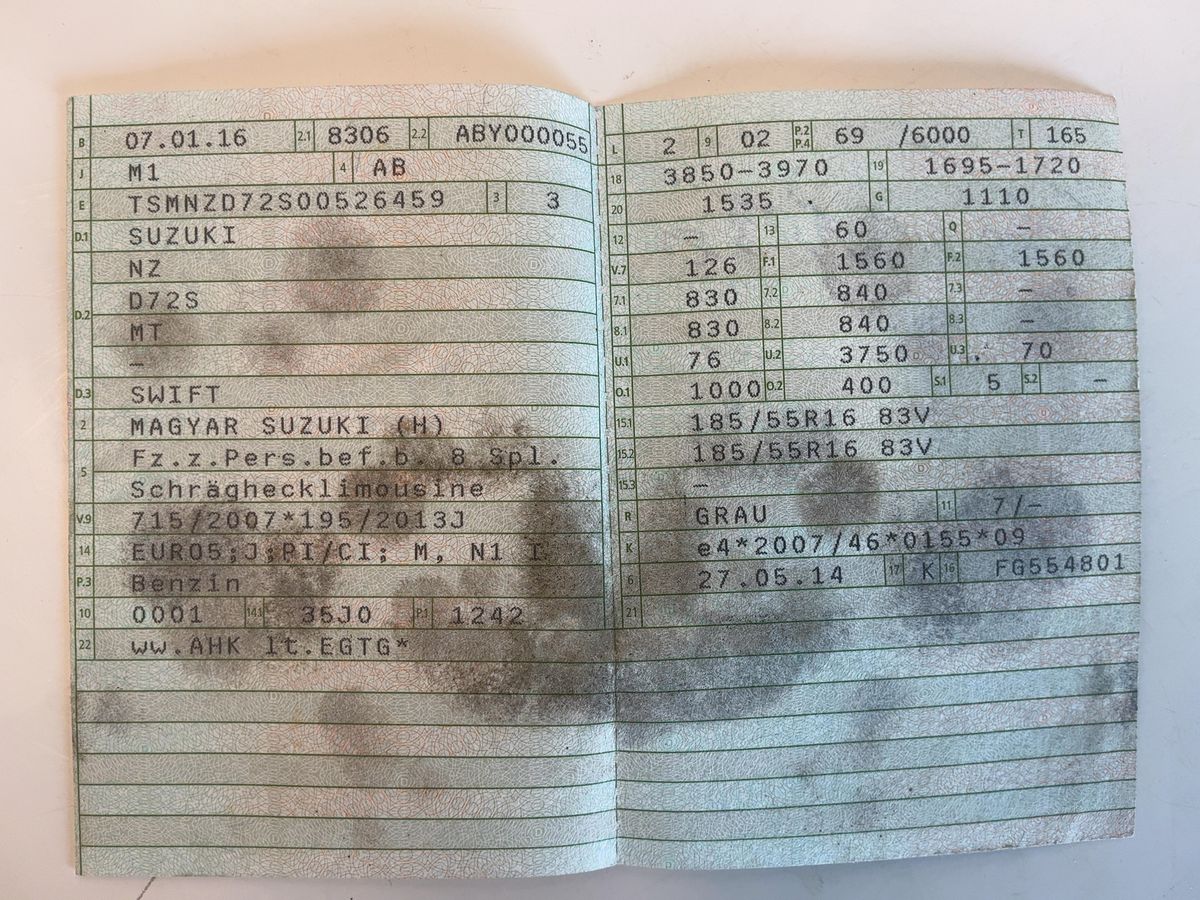 B 07.01.16 2.1 8306 2.2 ABY000055
J M1 4 AB
E TSMNZD72S00526459 3 3
D.1 SUZUKI
NZ
D72S
D.2
MT
–
D.3 SWIFT
2 MAGYAR SUZUKI (H)
Fz.z.Pers.bef.b. 8 Spl.
5
Schräghecklimousine
V.9 715/2007*195/2013J
14 EURO5;J;PI/CI; M, N1 I
P.3 Benzin
10 0001 14.1 35J0 P.1 1242
22 ww.AHK lt.EGTG*
L 2 9 02 P.2 P.4 69 /6000 T 165
18 3850-3970 19 1695-1720
20 1535 G 1110
12 – 13 60 Q –
V.7 126 F.1 1560 F.2 1560
7.1 830 7.2 840 7.3 –
8.1 830 8.2 840 8.3 –
U.1 76 U.2 3750 U.3 70
O.1 1000 O.2 400 S.1 5 S.2 –
15.1 185/55R16 83V
15.2 185/55R16 83V
15.3 –
R GRAU 11 7/-
K e4*2007/46*0155*09
6 27.05.14 17 K 16 FG554801
21